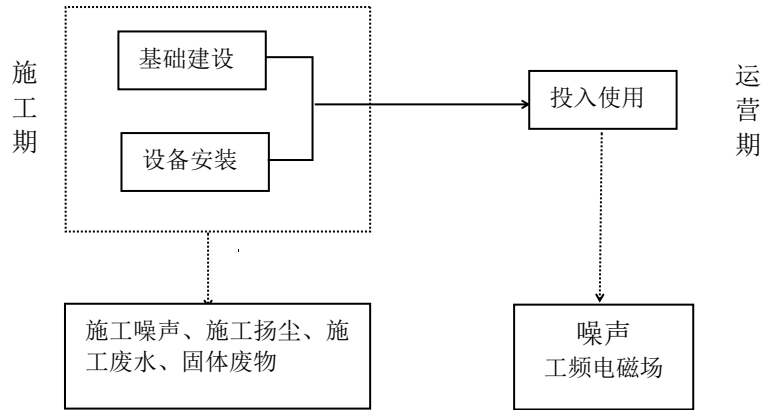 施工期
基础建设
设备安装
投入使用
运营期
施工噪声、施工扬尘、施
工废水、固体废物
噪声
工频电磁场